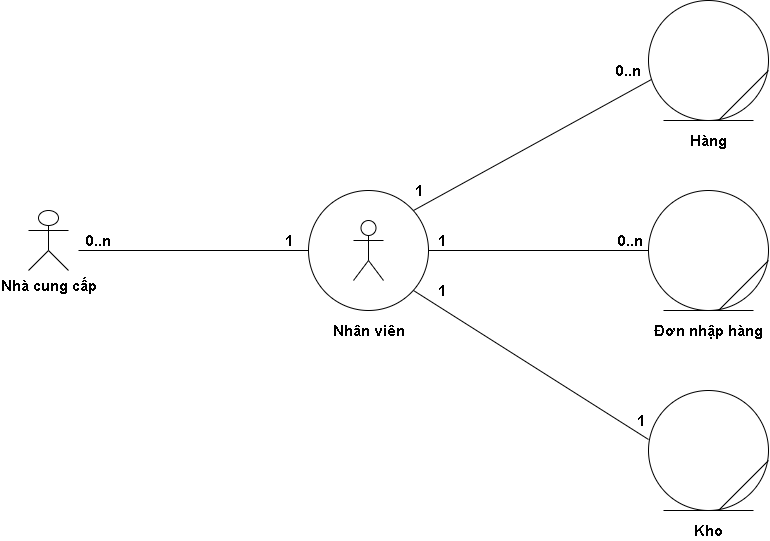 0..n
Hàng
1
0..n
1
1
0..n
Nhà cung cấp
1
Nhân viên
Đơn nhập hàng
1
Kho